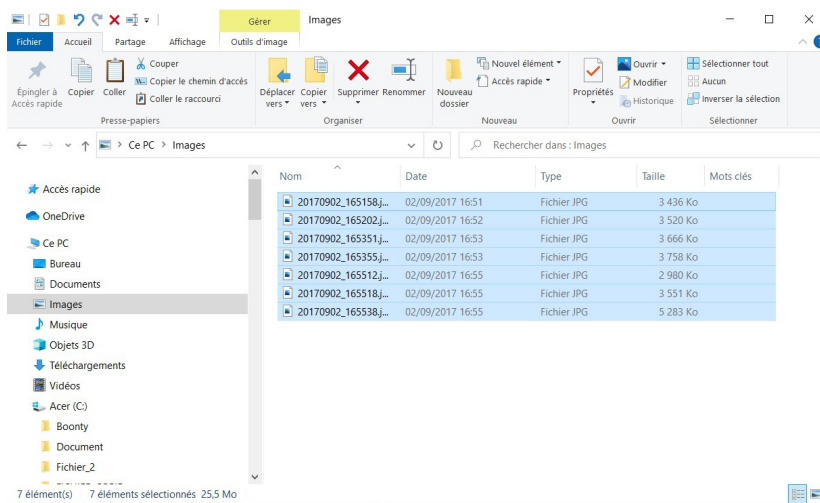 Gérer
Images
Fichier
Accueil
Partage
Affichage
Outils d'image
Épingler à Accès rapide
Copier
Coller
Couper
Copier le chemin d'accès
Coller le raccourci
Presse-papiers
Déplacer vers
Copier vers
Supprimer
Renommer
Organiser
Nouveau dossier
Nouvel élément
Accès rapide
Nouveau
Propriétés
Ouvrir
Modifier
Historique
Ouvrir
Sélectionner tout
Aucun
Inverser la sélection
Sélectionner
Ce PC > Images
Rechercher dans : Images
Accès rapide
OneDrive
Ce PC
Bureau
Documents
Images
Musique
Objets 3D
Téléchargements
Vidéos
Acer (C:)
Boonty
Document
Fichier_2
Nom Date Type Taille Mots clés
20170902_165158.j... 02/09/2017 16:51 Fichier JPG 3 436 Ko
20170902_165202.j... 02/09/2017 16:52 Fichier JPG 3 520 Ko
20170902_165351.j... 02/09/2017 16:53 Fichier JPG 3 666 Ko
20170902_165355.j... 02/09/2017 16:53 Fichier JPG 3 758 Ko
20170902_165512.j... 02/09/2017 16:55 Fichier JPG 2 980 Ko
20170902_165518.j... 02/09/2017 16:55 Fichier JPG 3 551 Ko
20170902_165538.j... 02/09/2017 16:55 Fichier JPG 5 283 Ko
7 élément(s) 7 éléments sélectionnés 25,5 Mo